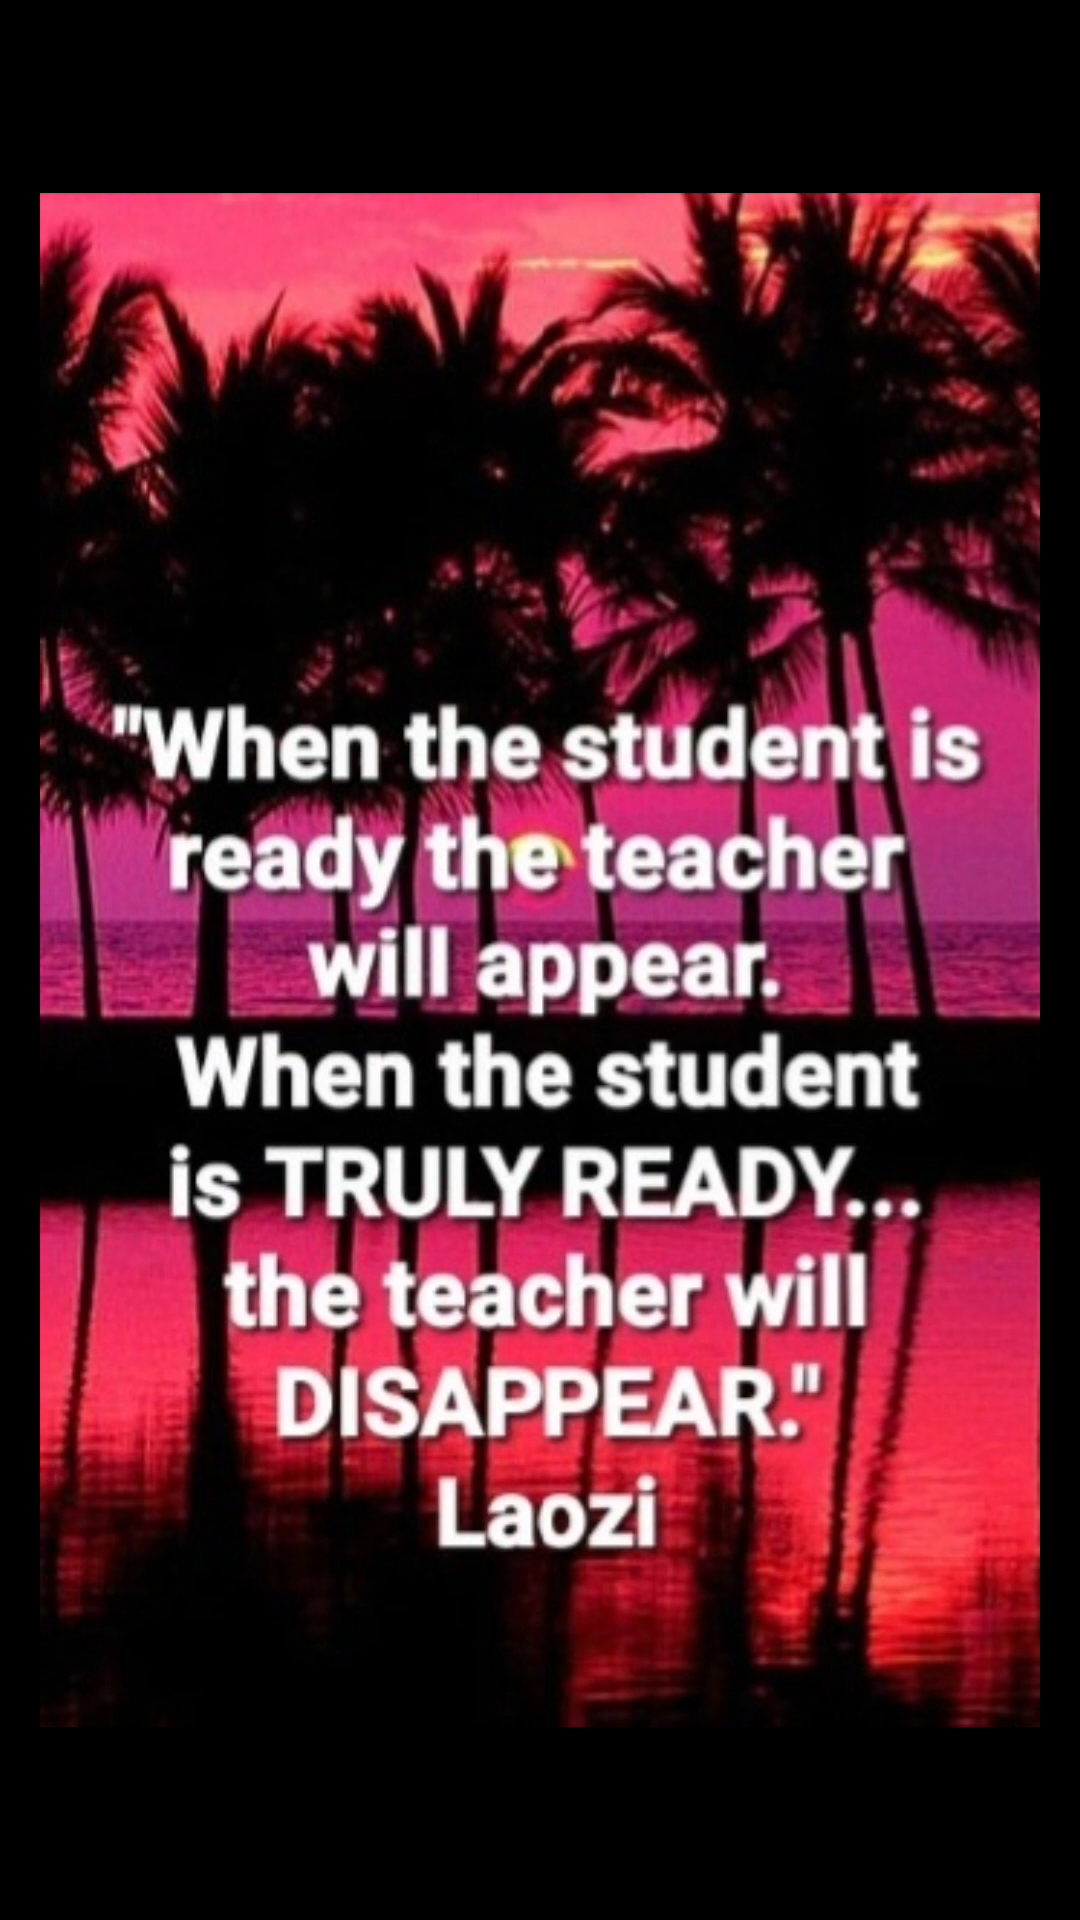 "When the student is
ready the teacher
will appear.
When the student
is TRULY READY...
the teacher will
DISAPPEAR."
Laozi